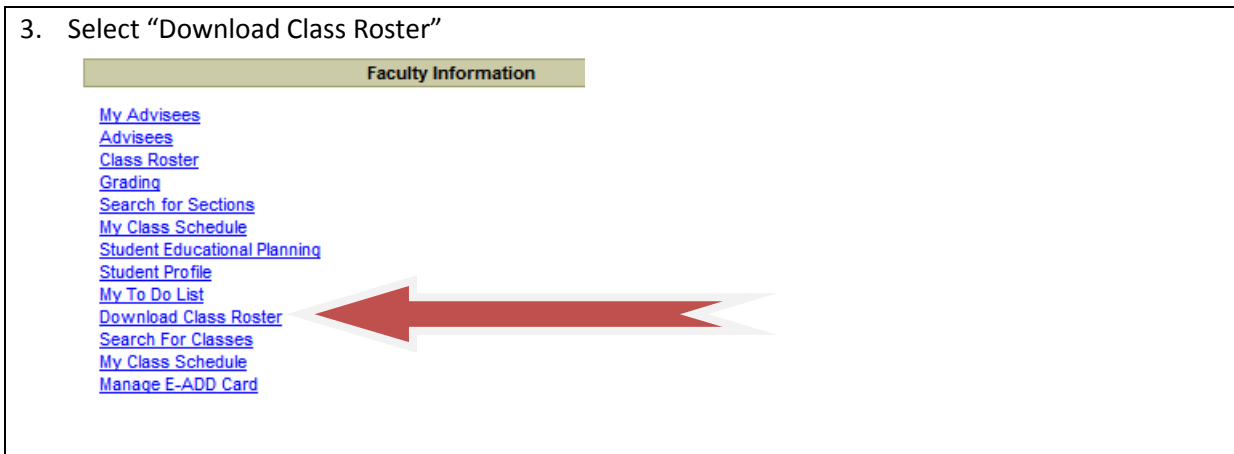 3. Select “Download Class Roster”
Faculty Information
My Advisees
Advisees
Class Roster
Grading
Search for Sections
My Class Schedule
Student Educational Planning
Student Profile
My To Do List
Download Class Roster
Search For Classes
My Class Schedule
Manage E-ADD Card